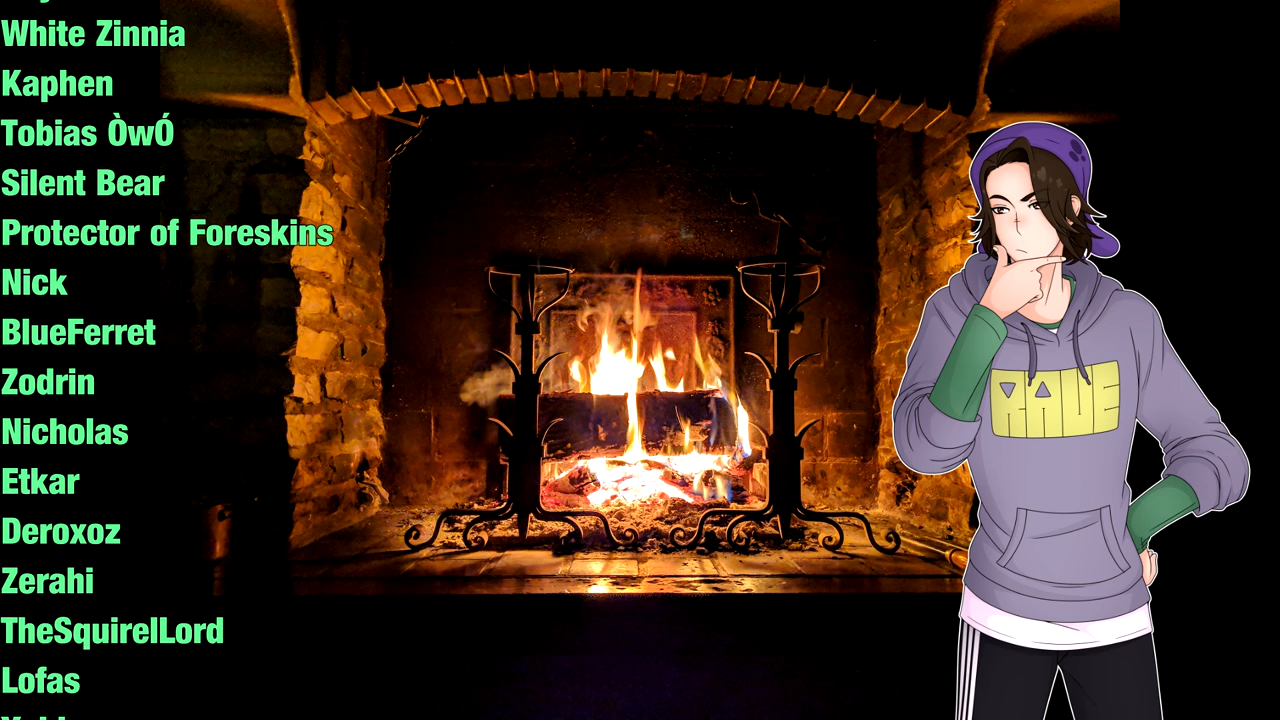 White Zinnia
Kaphen
Tobias ÒwÓ
Silent Bear
Protector of Foreskins
Nick
BlueFerret
Zodrin
Nicholas
Etkar
Deroxoz
Zerahi
TheSquirelLord
Lofas
RAVE